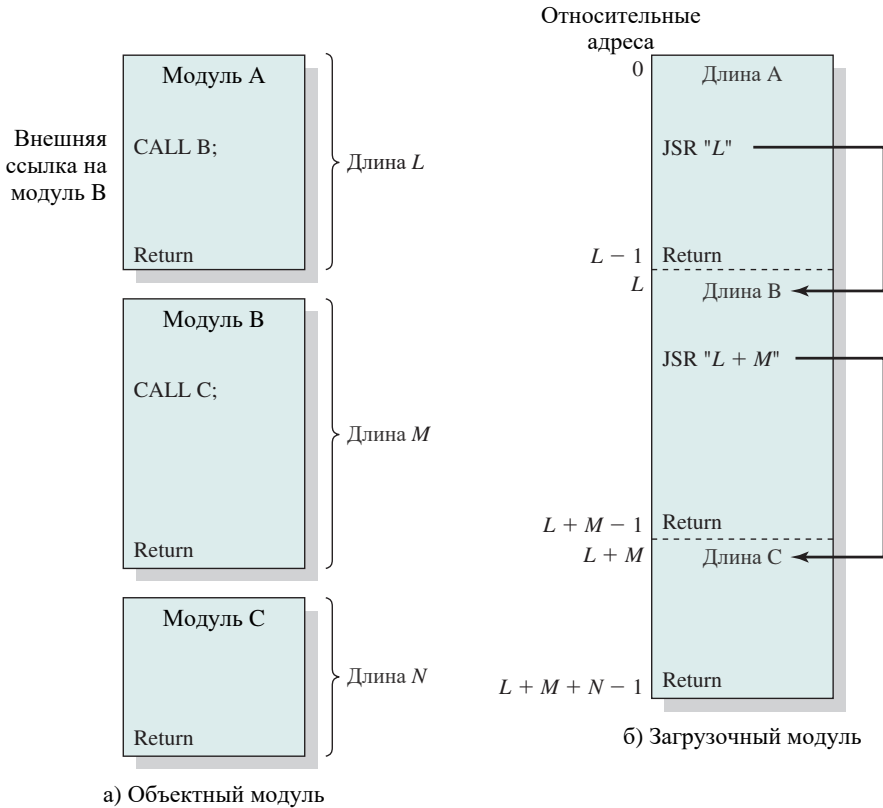 Модуль A
Внешняя
ссылка на
модуль B
CALL B;
Return
Длина L
Модуль B
CALL C;
Return
Длина M
Модуль C
Return
Длина N
а) Объектный модуль
Относительные
адреса
0
Длина A
JSR "L"
L − 1
Return
L
Длина B
JSR "L + M"
L + M − 1
Return
L + M
Длина C
L + M + N − 1
Return
б) Загрузочный модуль